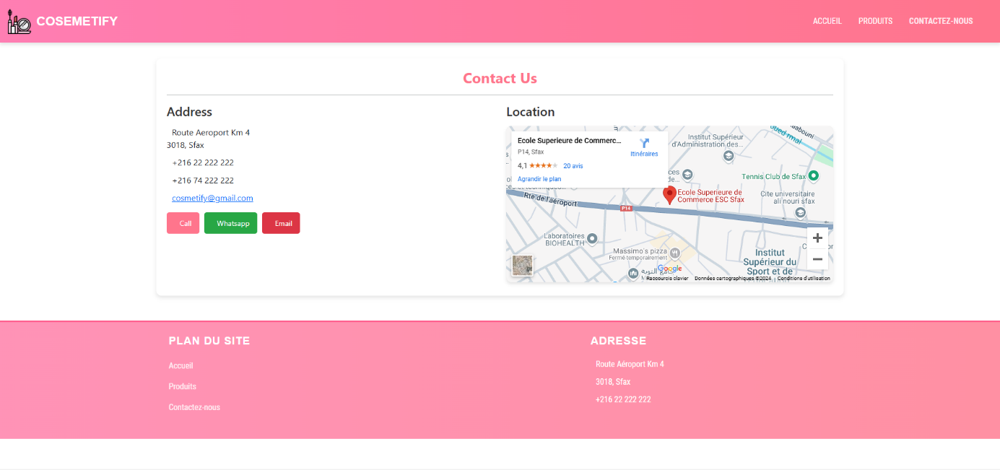 COSEMETIFY
ACCUEIL
PRODUITS
CONTACTEZ-NOUS
Contact Us
Address
Route Aeroport Km 4
3018, Sfax
+216 22 222 222
+216 74 222 222
cosmetify@gmail.com
Call
Whatsapp
Email
Location
Ecole Superieure de Commerc...
P14, Sfax
4,1
20 avis
Agrandir le plan
Itinéraires
Institut Supérieur
d'Administration des...
Tennis Club de Sfax
Ecole Superieure de
Commerce ESC Sfax
Cite universitaire
ali nouri sfax
Rte de l'aéroport
P14
Laboratoires
BIOHEALTH
Massimo's pizza
Fermé temporairement
Institut
Supérieur du
Sport et de
Google
Raccourcis clavier
Données cartographiques ©2024
Conditions d'utilisation
PLAN DU SITE
Accueil
Produits
Contactez-nous
ADRESSE
Route Aéroport Km 4
3018, Sfax
+216 22 222 222